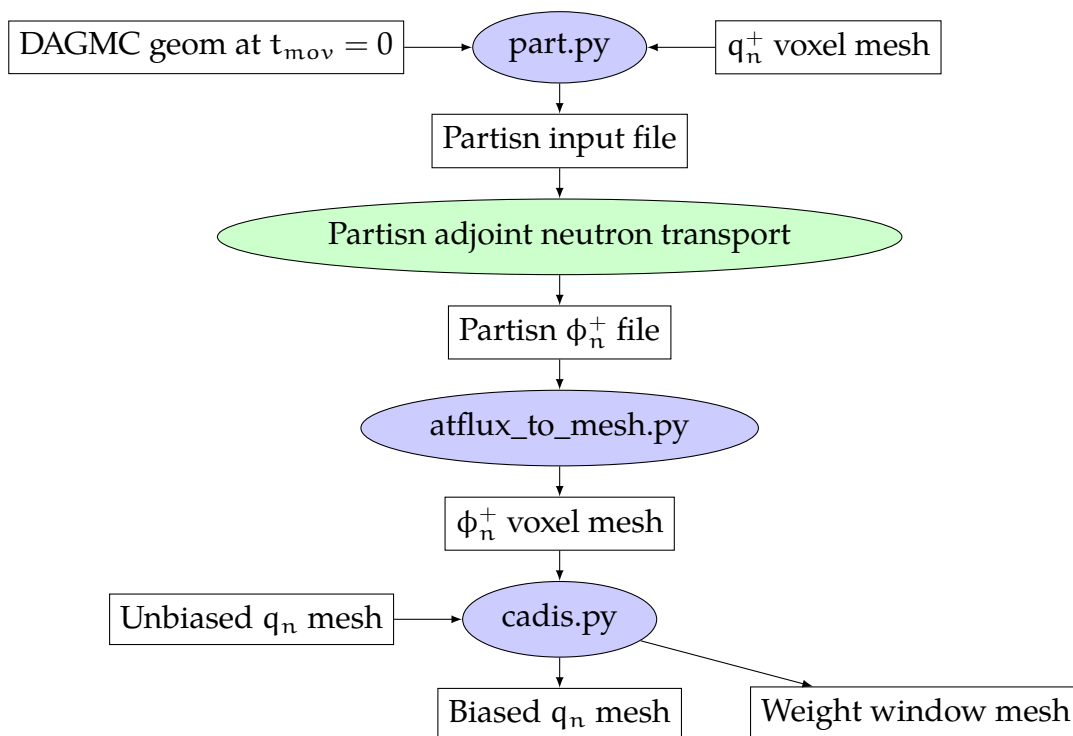 DAGMC geom at t_mov = 0
part.py
q_n^+ voxel mesh
Partisn input file
Partisn adjoint neutron transport
Partisn ϕ_n^+ file
atflux_to_mesh.py
ϕ_n^+ voxel mesh
Unbiased q_n mesh
cadis.py
Biased q_n mesh
Weight window mesh